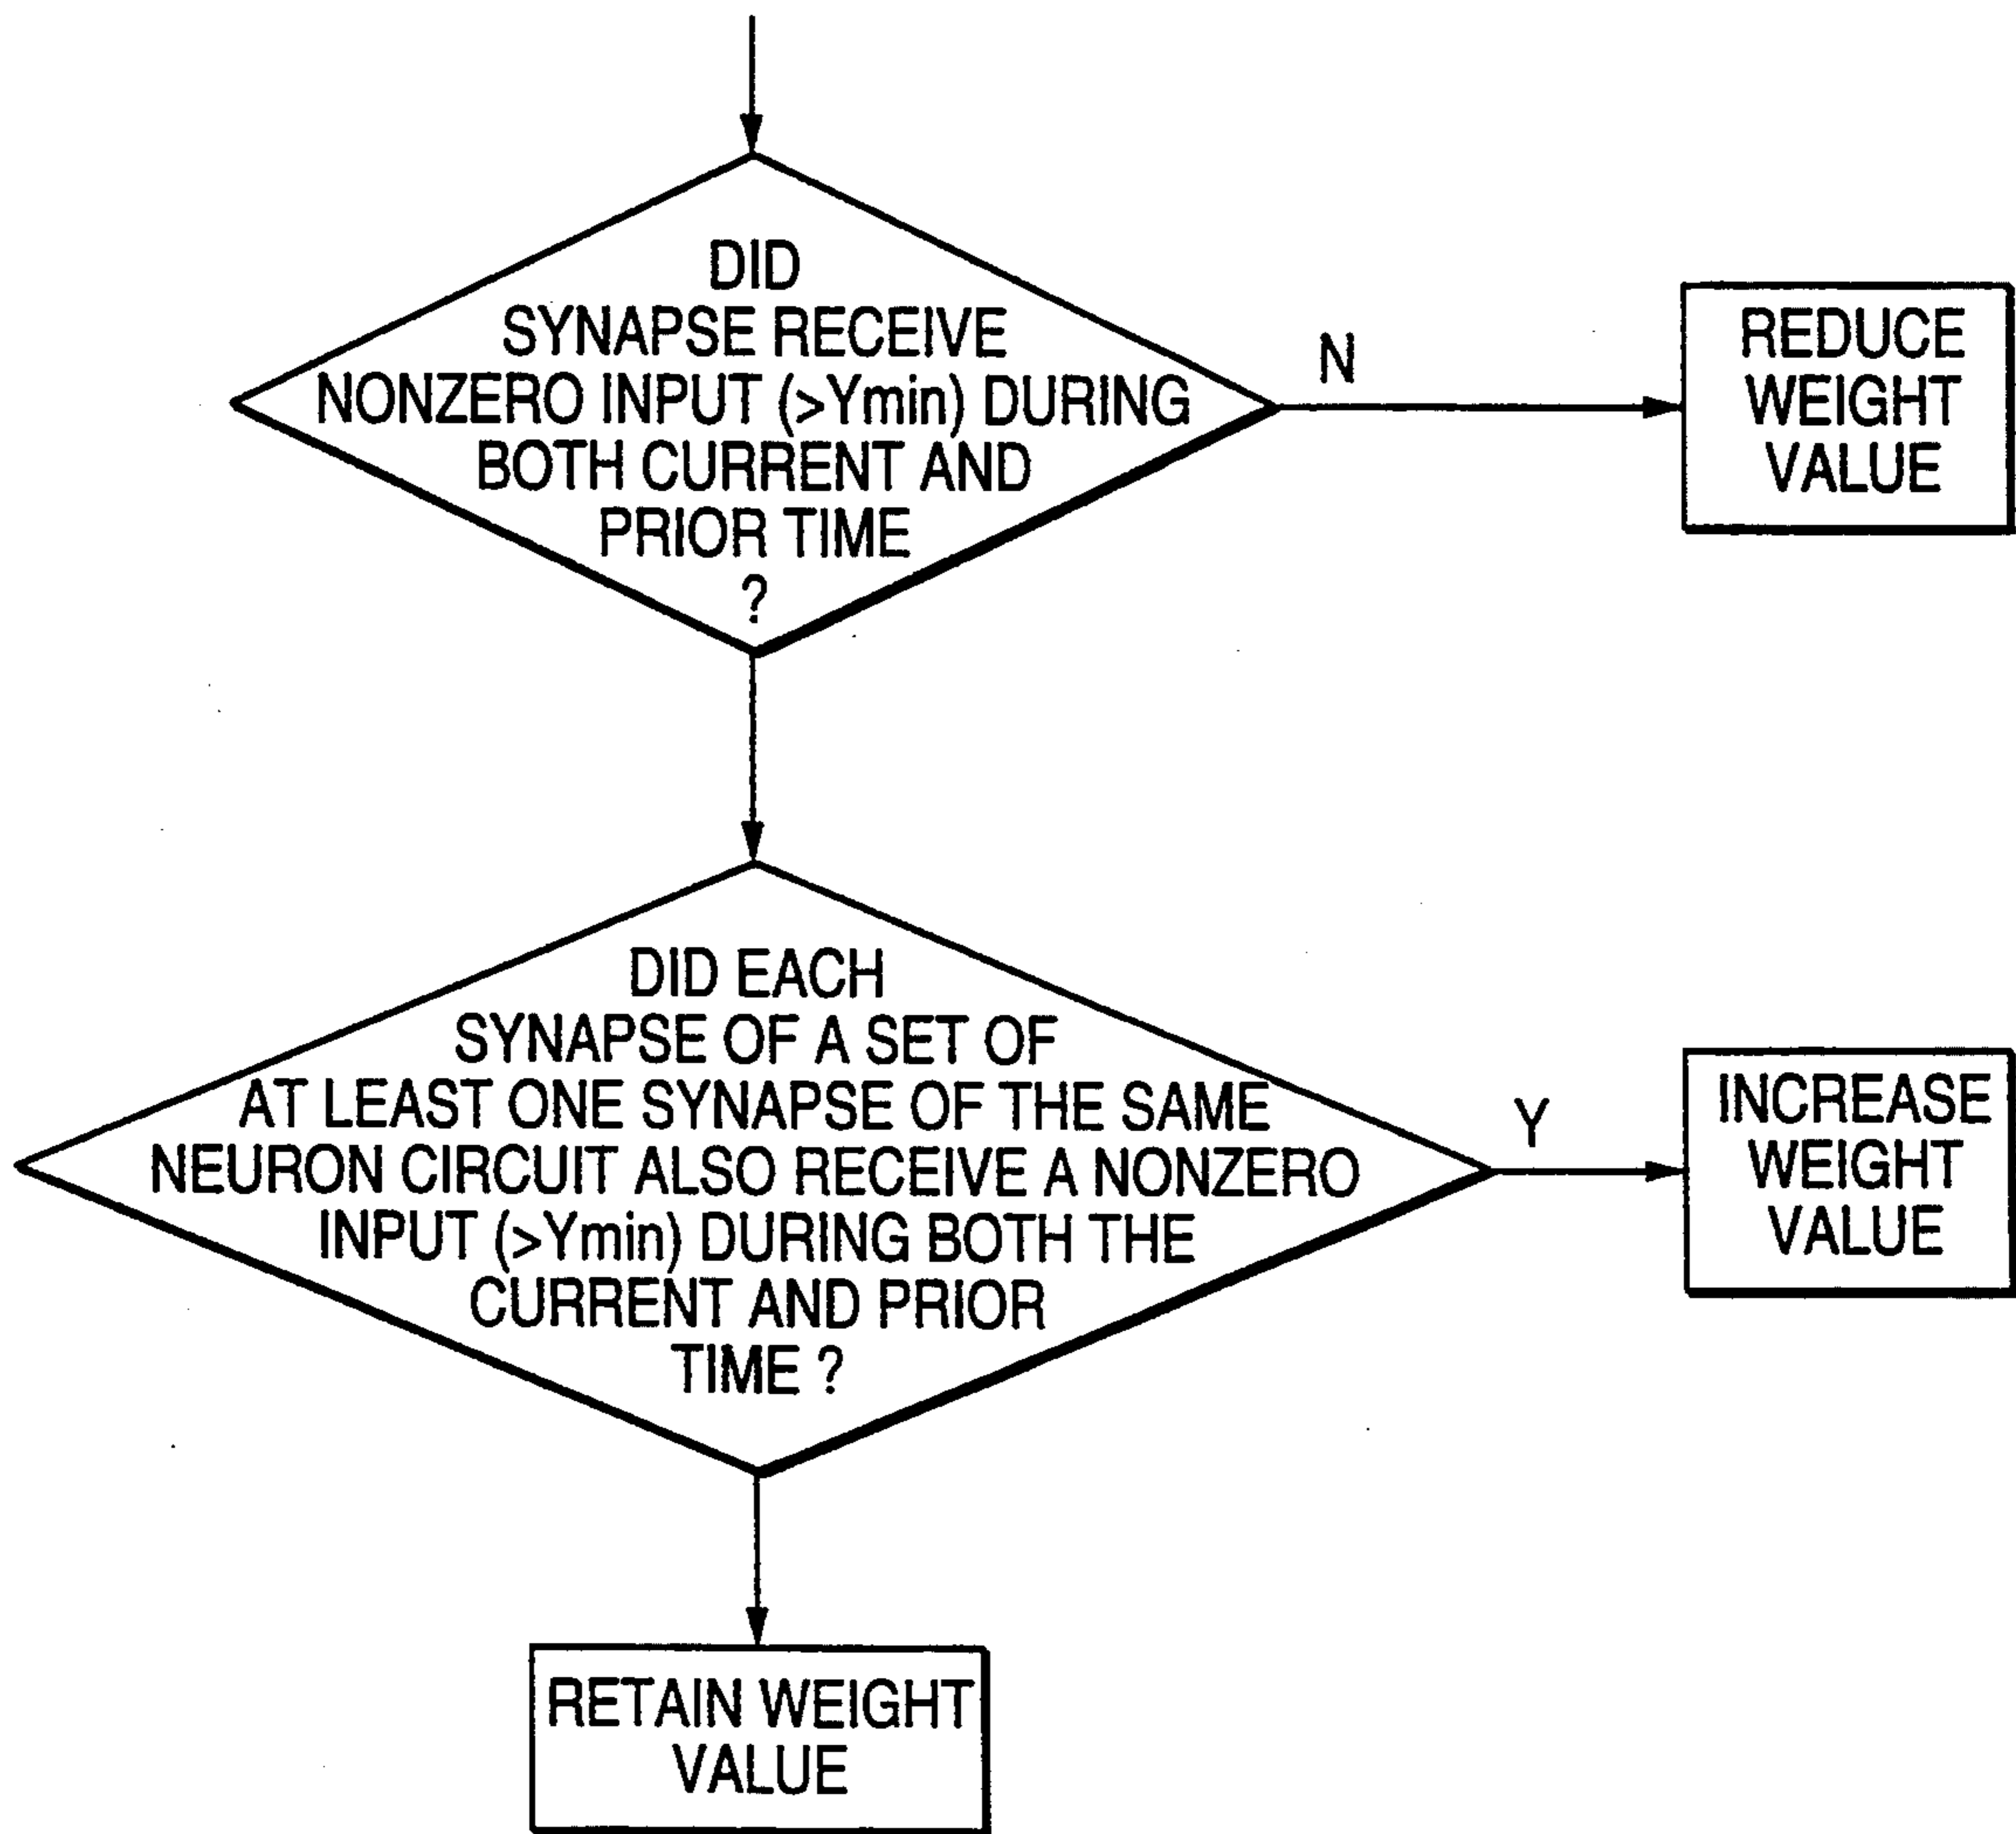 DID
SYNAPSE RECEIVE
NONZERO INPUT (>Ymin) DURING
BOTH CURRENT AND
PRIOR TIME
?
N
REDUCE
WEIGHT
VALUE
DID EACH
SYNAPSE OF A SET OF
AT LEAST ONE SYNAPSE OF THE SAME
NEURON CIRCUIT ALSO RECEIVE A NONZERO
INPUT (>Ymin) DURING BOTH THE
CURRENT AND PRIOR
TIME ?
Y
INCREASE
WEIGHT
VALUE
RETAIN WEIGHT
VALUE